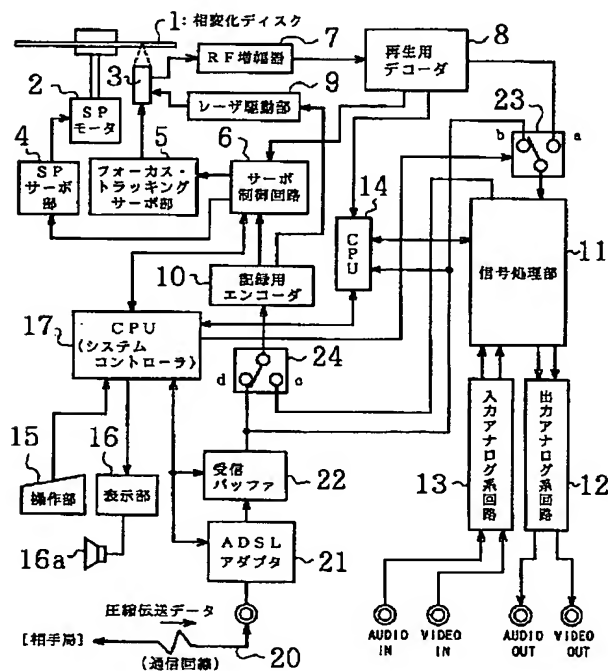 1:相変化ディスク
7
RF増幅器
8
再生用
デコーダ
2
SP
モータ
3
9
レーザ駆動部
23
b
a
4
SP
サーボ
部
5
フォーカス・
トラッキング
サーボ部
6
サーボ
制御回路
14
CPU
11
信号処理部
10
記録用
エンコーダ
17
CPU
(システム
コントローラ)
24
d
c
15
操作部
16
表示部
16a
受信
バッファ
22
13
入力アナログ系回路
出力アナログ系回路
12
ADSL
アダプタ
21
圧縮伝送データ
[相手局]
(通信回線)
20
AUDIO
IN
VIDEO
IN
AUDIO
OUT
VIDEO
OUT